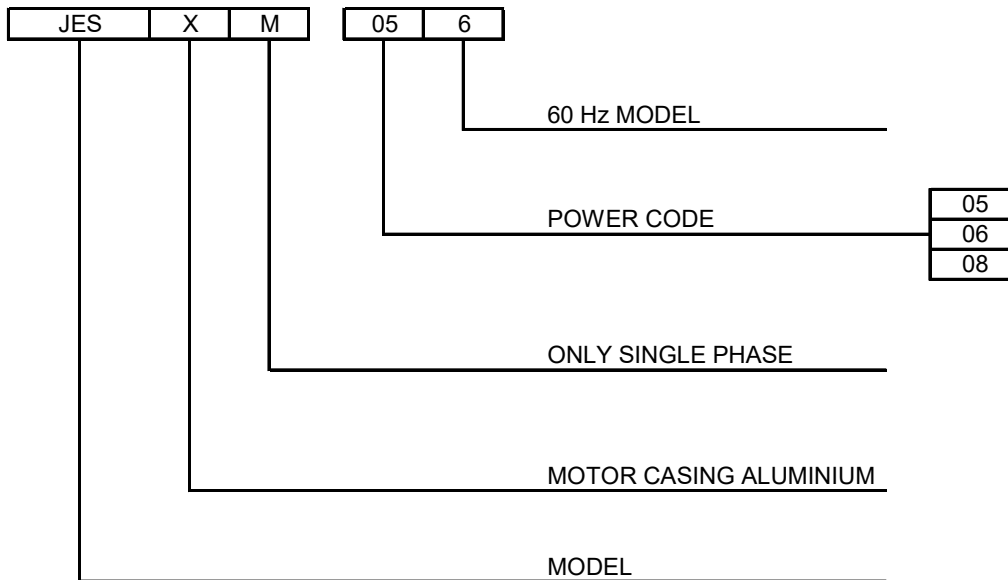 JES X M 05 6
60 Hz MODEL
POWER CODE
05
06
08
ONLY SINGLE PHASE
MOTOR CASING ALUMINIUM
MODEL